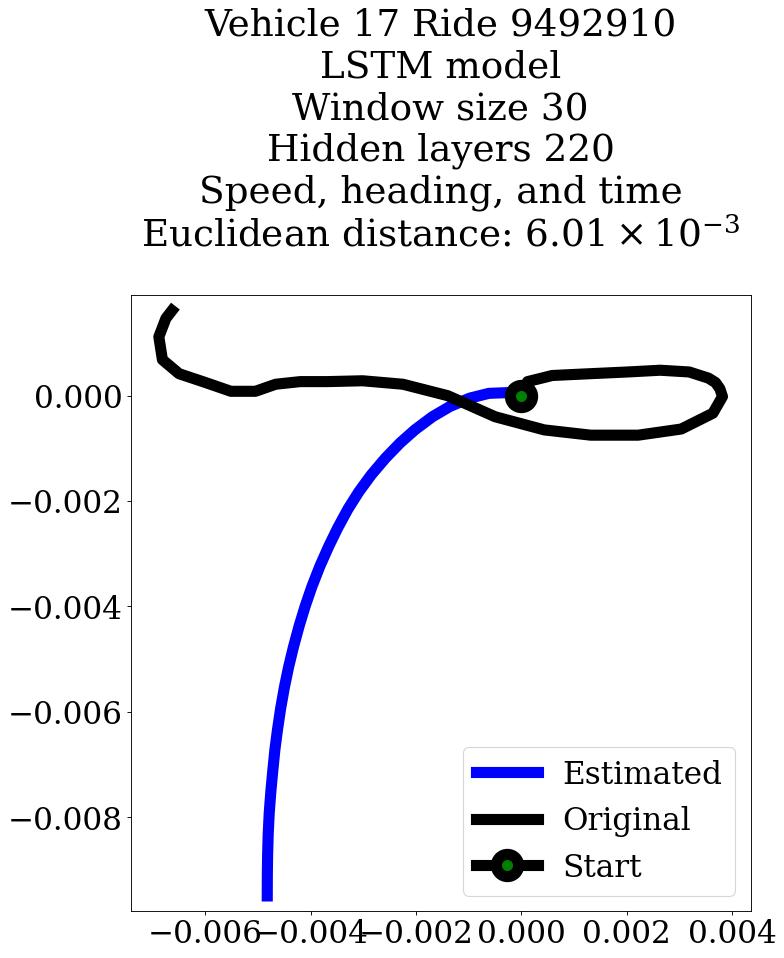 Vehicle 17 Ride 9492910
LSTM model
Window size 30
Hidden layers 220
Speed, heading, and time
Euclidean distance: 6.01 × 10⁻³
0.000
−0.002
−0.004
−0.006
−0.008
Estimated
Original
Start
−0.006 −0.004 −0.002 0.000 0.002 0.004